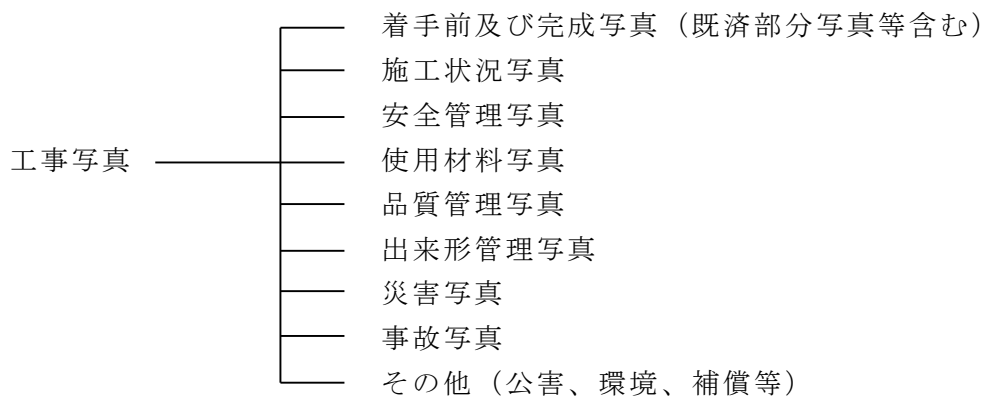 着手前及び完成写真（既済部分写真等含む）
施工状況写真
安全管理写真
工事写真
使用材料写真
品質管理写真
出来形管理写真
災害写真
事故写真
その他（公害、環境、補償等）